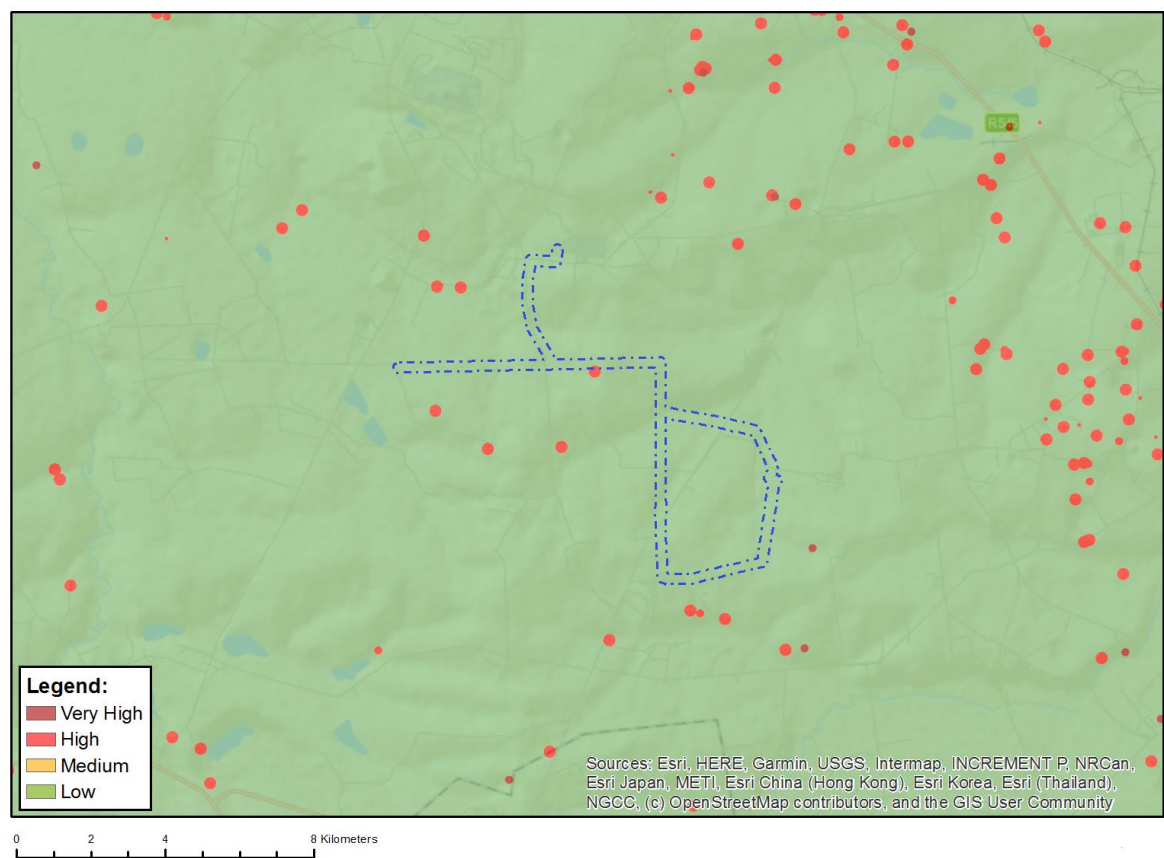 Legend:
Very High
High
Medium
Low
Sources: Esri, HERE, Garmin, USGS, Intermap, INCREMENT P, NRCan,
Esri Japan, METI, Esri China (Hong Kong), Esri Korea, Esri (Thailand),
NGCC, (c) OpenStreetMap contributors, and the GIS User Community
0 2 4 8 Kilometers